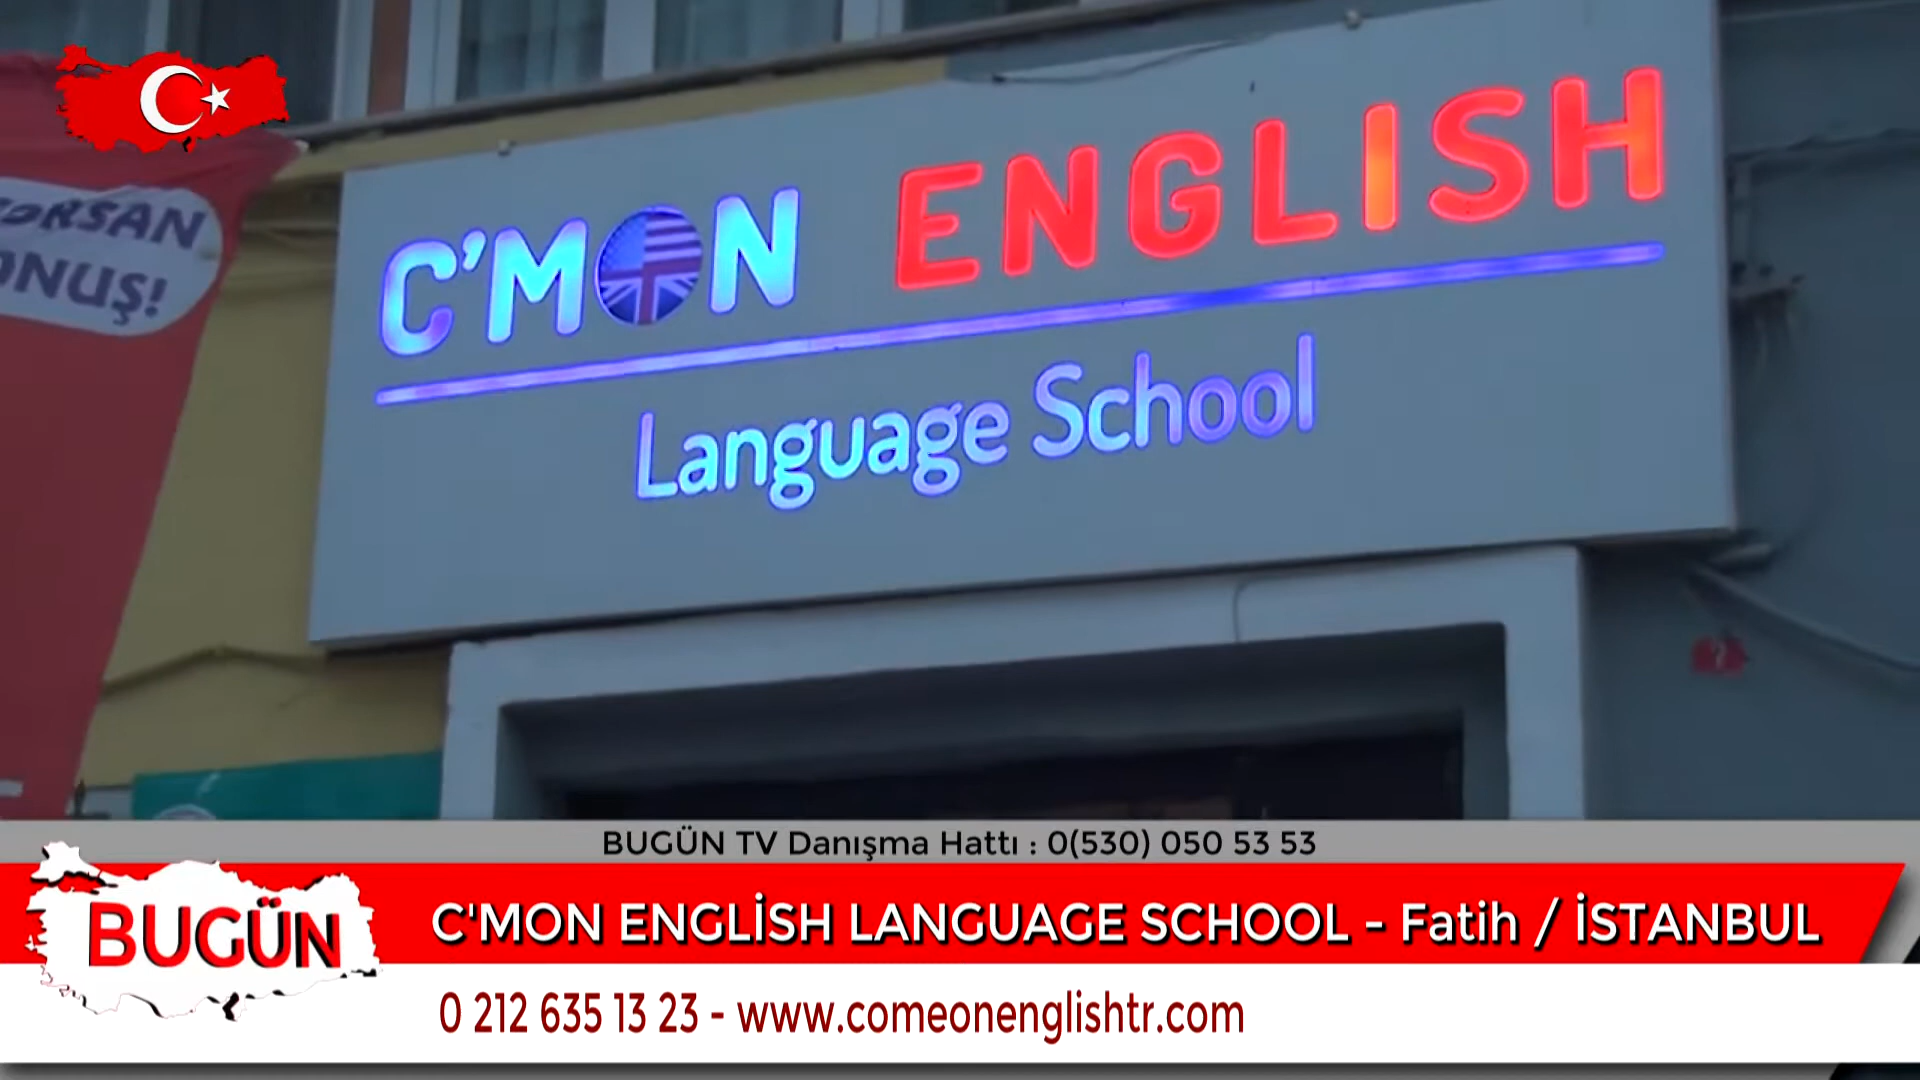 ONUŞ!
C'MON ENGLISH
Language School
BUGÜN TV Danışma Hattı : 0(530) 050 53 53
BUGÜN
C'MON ENGLİSH LANGUAGE SCHOOL - Fatih / İSTANBUL
0 212 635 13 23 - www.comeonenglishtr.com